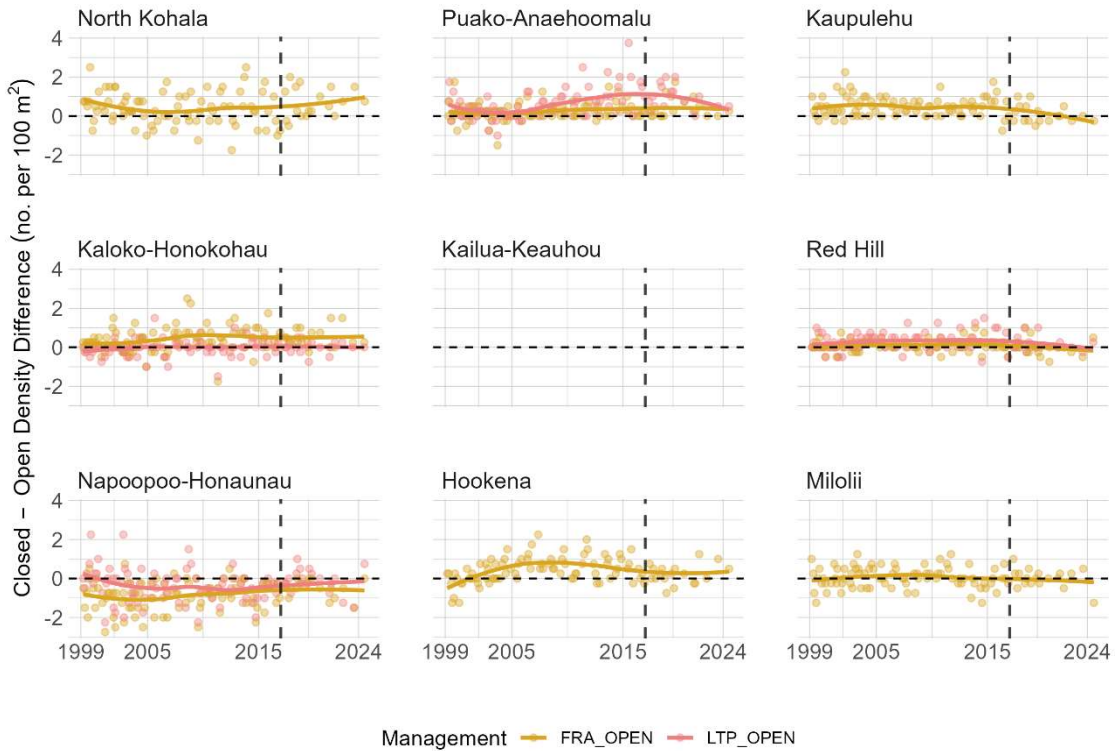 North Kohala
Puako-Anaehoomalu
Kaupulehu
4
2
0
-2
Kaloko-Honokohau
Kailua-Keauhou
Red Hill
4
2
0
-2
Napoopoo-Honaunau
Hookena
Milolii
4
2
0
-2
1999 2005 2015 2024
1999 2005 2015 2024
1999 2005 2015 2024
Closed − Open Density Difference (no. per 100 m²)
Management FRA_OPEN LTP_OPEN